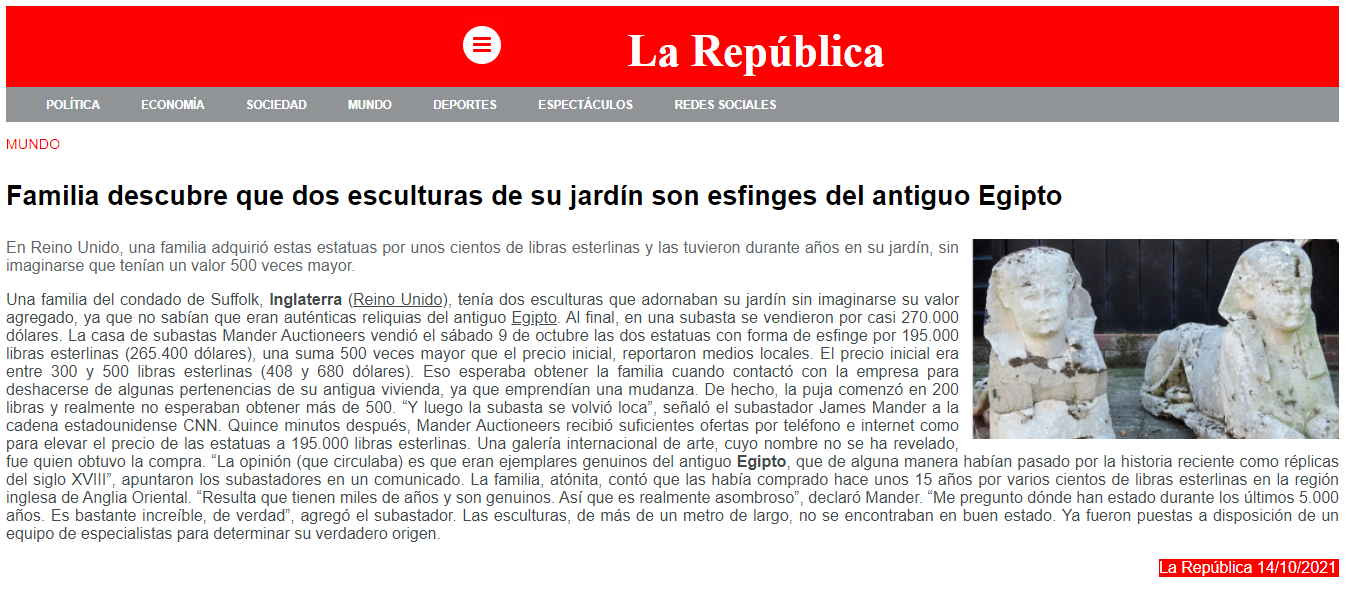 La República
POLÍTICA ECONOMÍA SOCIEDAD MUNDO DEPORTES ESPECTÁCULOS REDES SOCIALES
MUNDO
Familia descubre que dos esculturas de su jardín son esfinges del antiguo Egipto
En Reino Unido, una familia adquirió estas estatuas por unos cientos de libras esterlinas y las tuvieron durante años en su jardín, sin
imaginarse que tenían un valor 500 veces mayor.
Una familia del condado de Suffolk, Inglaterra (Reino Unido), tenía dos esculturas que adornaban su jardín sin imaginarse su valor
agregado, ya que no sabían que eran auténticas reliquias del antiguo Egipto. Al final, en una subasta se vendieron por casi 270.000
dólares. La casa de subastas Mander Auctioneers vendió el sábado 9 de octubre las dos estatuas con forma de esfinge por 195.000
libras esterlinas (265.400 dólares), una suma 500 veces mayor que el precio inicial, reportaron medios locales. El precio inicial era
entre 300 y 500 libras esterlinas (408 y 680 dólares). Eso esperaba obtener la familia cuando contactó con la empresa para
deshacerse de algunas pertenencias de su antigua vivienda, ya que emprendían una mudanza. De hecho, la puja comenzó en 200
libras y realmente no esperaban obtener más de 500. “Y luego la subasta se volvió loca”, señaló el subastador James Mander a la
cadena estadounidense CNN. Quince minutos después, Mander Auctioneers recibió suficientes ofertas por teléfono e internet como
para elevar el precio de las estatuas a 195.000 libras esterlinas. Una galería internacional de arte, cuyo nombre no se ha revelado,
fue quien obtuvo la compra. “La opinión (que circulaba) es que eran ejemplares genuinos del antiguo Egipto, que de alguna manera habían pasado por la historia reciente como réplicas
del siglo XVIII”, apuntaron los subastadores en un comunicado. La familia, atónita, contó que las había comprado hace unos 15 años por varios cientos de libras esterlinas en la región
inglesa de Anglia Oriental. “Resulta que tienen miles de años y son genuinos. Así que es realmente asombroso”, declaró Mander. “Me pregunto dónde han estado durante los últimos 5.000
años. Es bastante increíble, de verdad”, agregó el subastador. Las esculturas, de más de un metro de largo, no se encontraban en buen estado. Ya fueron puestas a disposición de un
equipo de especialistas para determinar su verdadero origen.
La República 14/10/2021